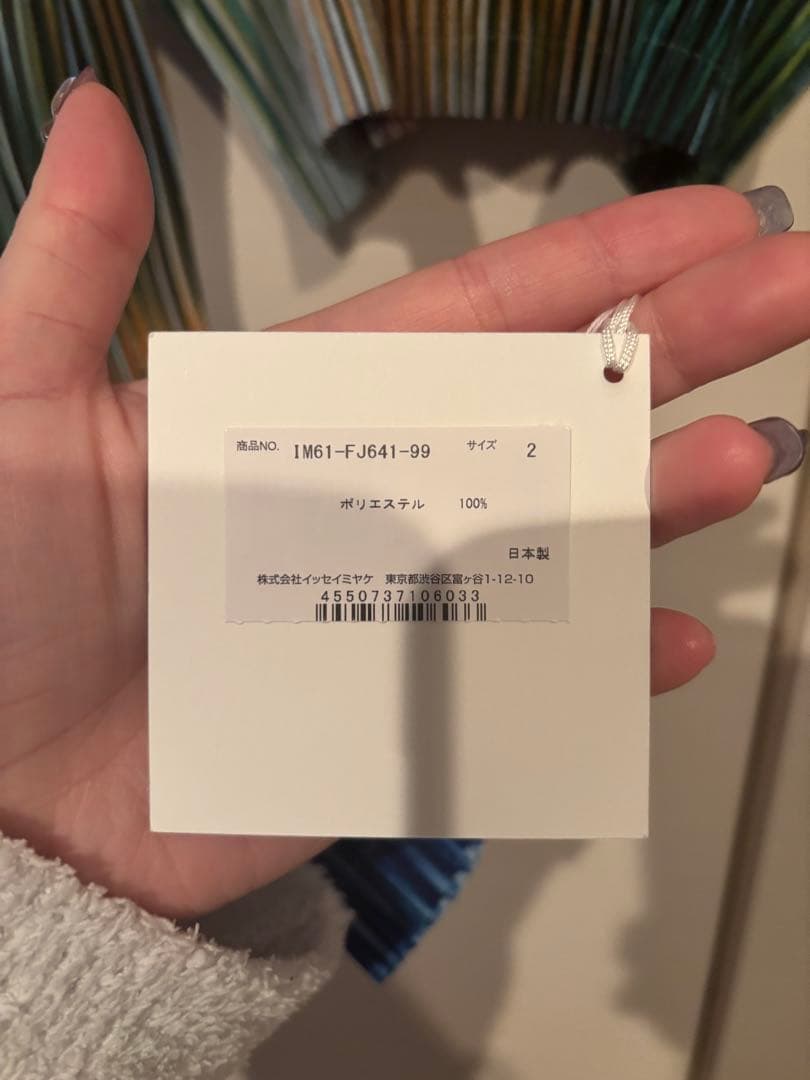 商品NO. IM61-FJ641-99 サイズ 2
ポリエステル 100%
日本製
株式会社イッセイミヤケ 東京都渋谷区富ヶ谷1-12-10
4550737106033